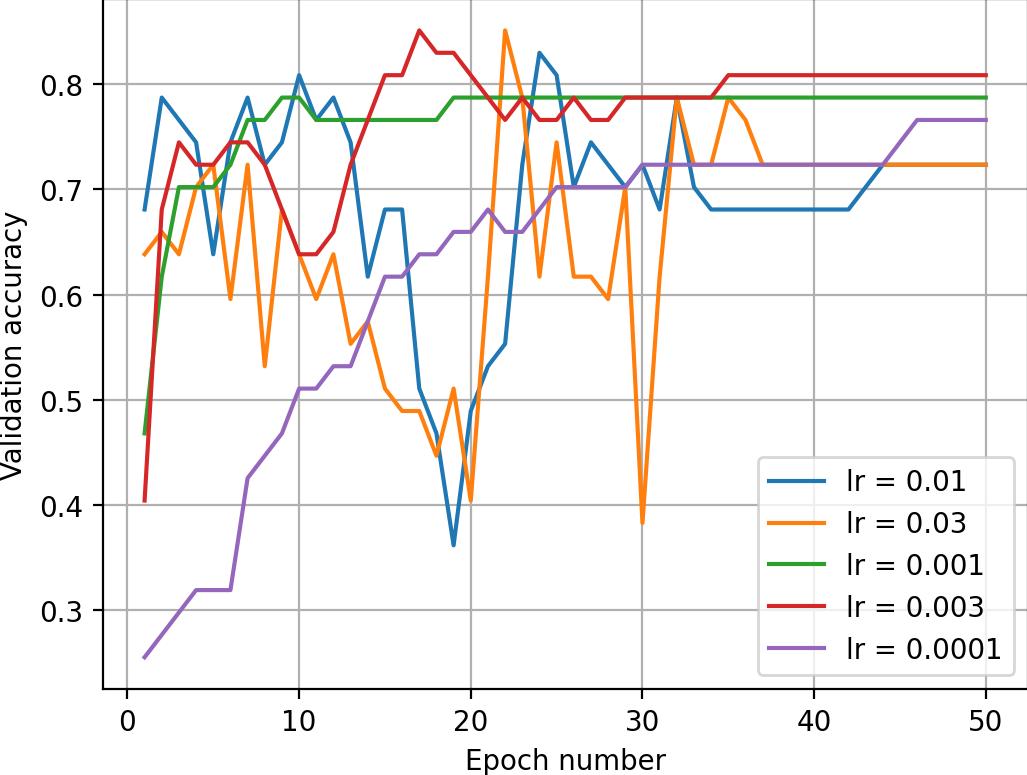 Validation accuracy
0.8
0.7
0.6
0.5
0.4
0.3
0 10 20 30 40 50
Epoch number
lr = 0.01
lr = 0.03
lr = 0.001
lr = 0.003
lr = 0.0001